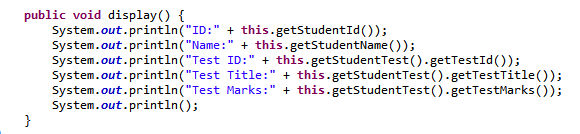 public void display() {
System.out.println("ID:" + this.getStudentId());
System.out.println("Name:" + this.getStudentName());
System.out.println("Test ID:" + this.getStudentTest().getTestId());
System.out.println("Test Title:" + this.getStudentTest().getTestTitle());
System.out.println("Test Marks:" + this.getStudentTest().getTestMarks());
System.out.println();
}